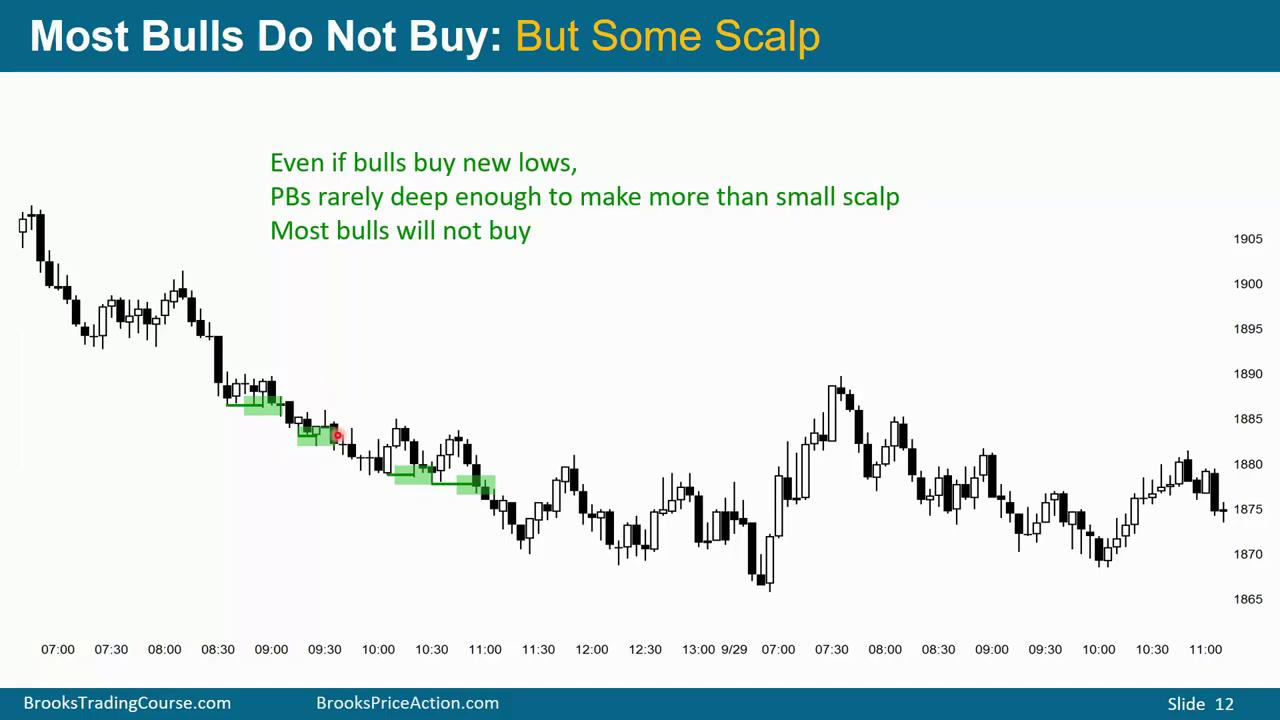 Most Bulls Do Not Buy: But Some Scalp
Even if bulls buy new lows,
PBs rarely deep enough to make more than small scalp
Most bulls will not buy
1905
1900
1895
1890
1885
1880
1875
1870
1865
07:00 07:30 08:00 08:30 09:00 09:30 10:00 10:30 11:00 11:30 12:00 12:30 13:00 9/29 07:00 07:30 08:00 08:30 09:00 09:30 10:00 10:30 11:00
BrooksTradingCourse.com BrooksPriceAction.com Slide 12